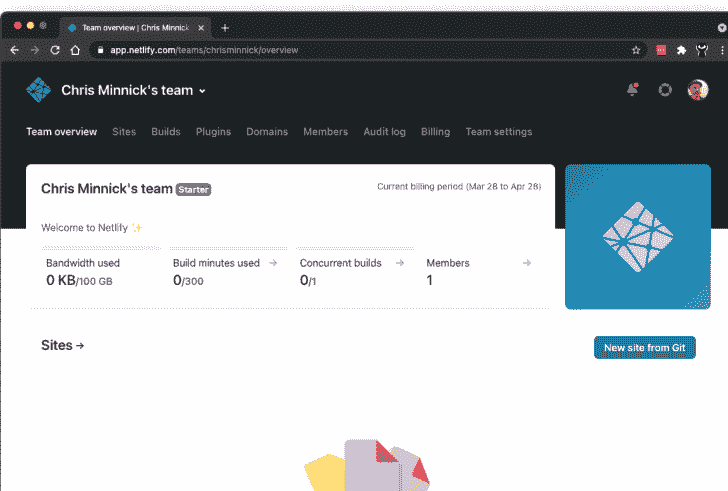 Team overview | Chris Minnick
app.netlify.com/teams/chrisminnick/overview
Chris Minnick's team
Team overview Sites Builds Plugins Domains Members Audit log Billing Team settings
Chris Minnick's team Starter Current billing period (Mar 28 to Apr 28)
Welcome to Netlify ✨
Bandwidth used Build minutes used → Concurrent builds → Members →
0 KB/100 GB 0/300 0/1 1
Sites → New site from Git